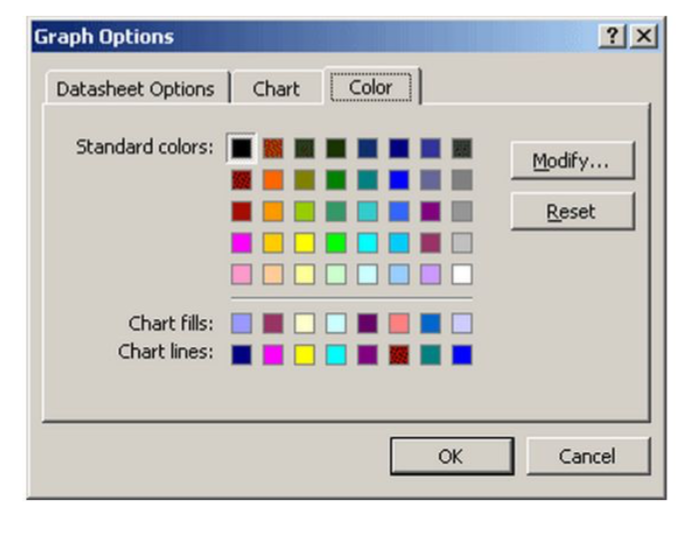 Graph Options
Datasheet Options Chart Color
Standard colors:
Modify...
Reset
Chart fills:
Chart lines:
OK Cancel